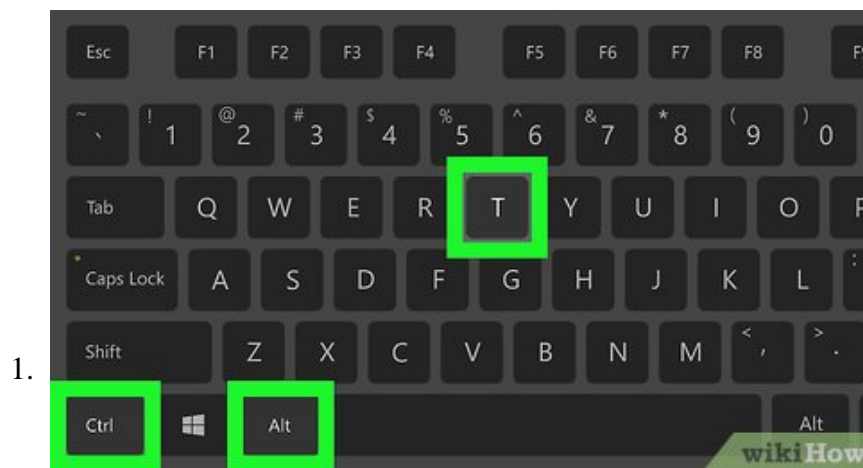 Esc F1 F2 F3 F4 F5 F6 F7 F8
~ ` ! 1 @ 2 # 3 $ 4 % 5 ^ 6 & 7 * 8 ( 9 ) 0
Tab Q W E R T Y U I O
Caps Lock A S D F G H J K L :
Shift Z X C V B N M < , > .
1.
Ctrl Alt Alt
wikiHow